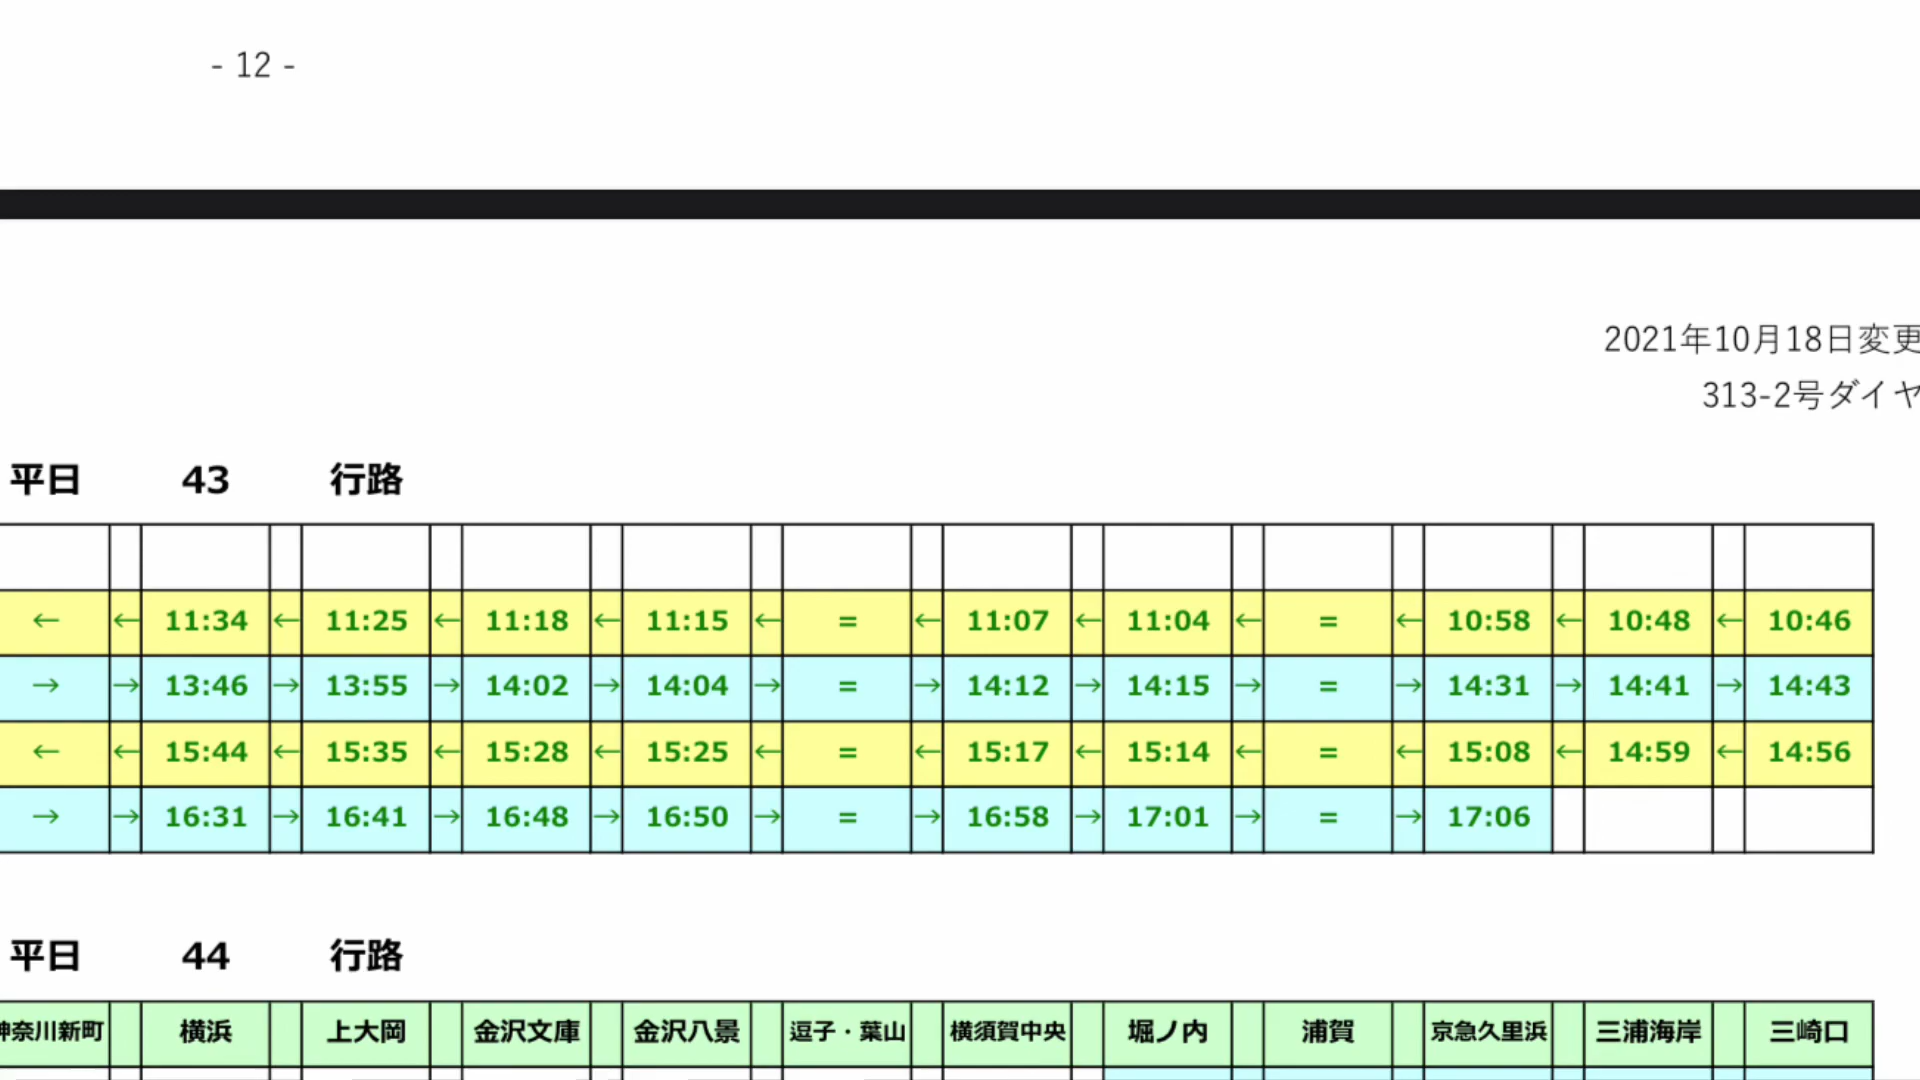 - 12 -
2021年10月18日変更
313-2号ダイヤ
平日 43 行路
← ← 11:34 ← 11:25 ← 11:18 ← 11:15 ← = ← 11:07 ← 11:04 ← = ← 10:58 ← 10:48 ← 10:46
→ → 13:46 → 13:55 → 14:02 → 14:04 → = → 14:12 → 14:15 → = → 14:31 → 14:41 → 14:43
← ← 15:44 ← 15:35 ← 15:28 ← 15:25 ← = ← 15:17 ← 15:14 ← = ← 15:08 ← 14:59 ← 14:56
→ → 16:31 → 16:41 → 16:48 → 16:50 → = → 16:58 → 17:01 → = → 17:06
平日 44 行路
神奈川新町 横浜 上大岡 金沢文庫 金沢八景 逗子・葉山 横須賀中央 堀ノ内 浦賀 京急久里浜 三浦海岸 三崎口